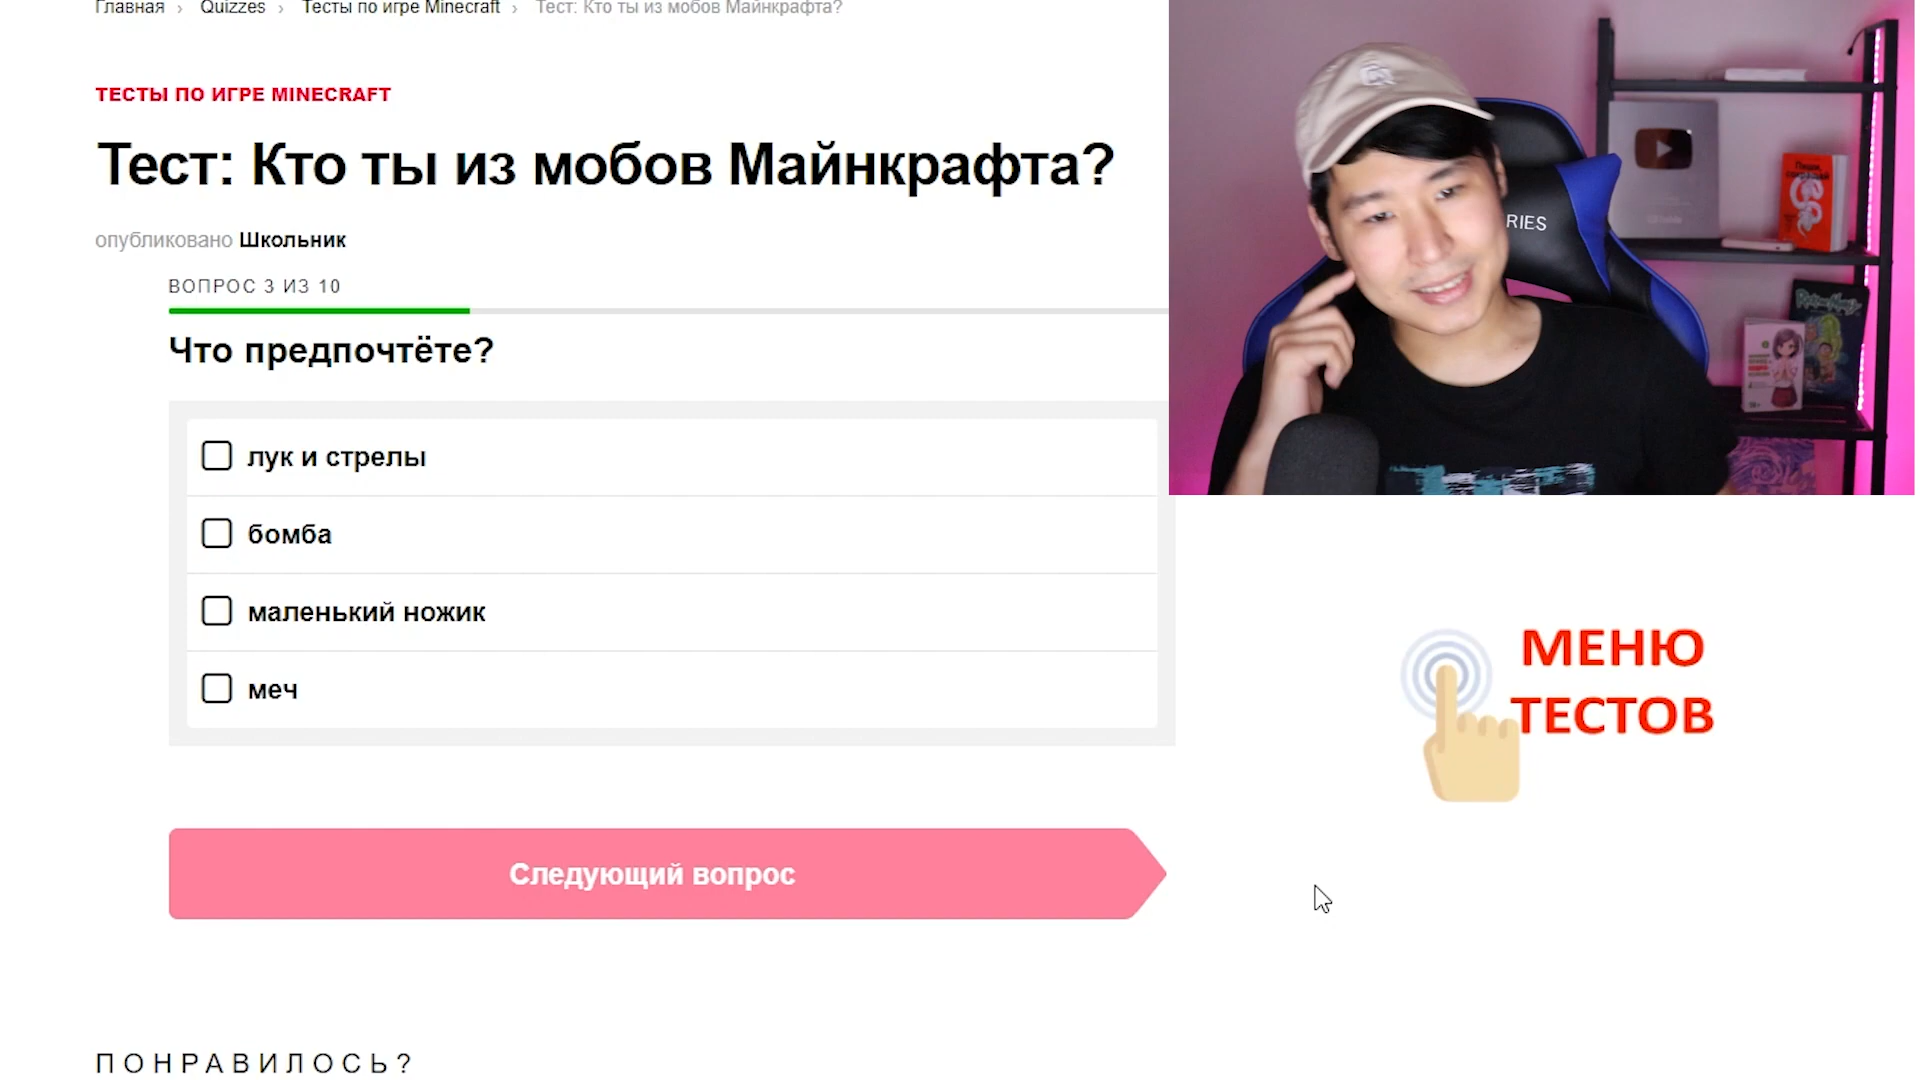 Главная › Quizzes › Тесты по игре Minecraft › Тест: Кто ты из мобов Майнкрафта?
ТЕСТЫ ПО ИГРЕ MINECRAFT
Тест: Кто ты из мобов Майнкрафта?
опубликовано Школьник
ВОПРОС 3 ИЗ 10
Что предпочтёте?
лук и стрелы
бомба
маленький ножик
меч
Следующий вопрос
ПОНРАВИЛОСЬ?
RIES
Пиши,
сокращай
МЕНЮ
ТЕСТОВ